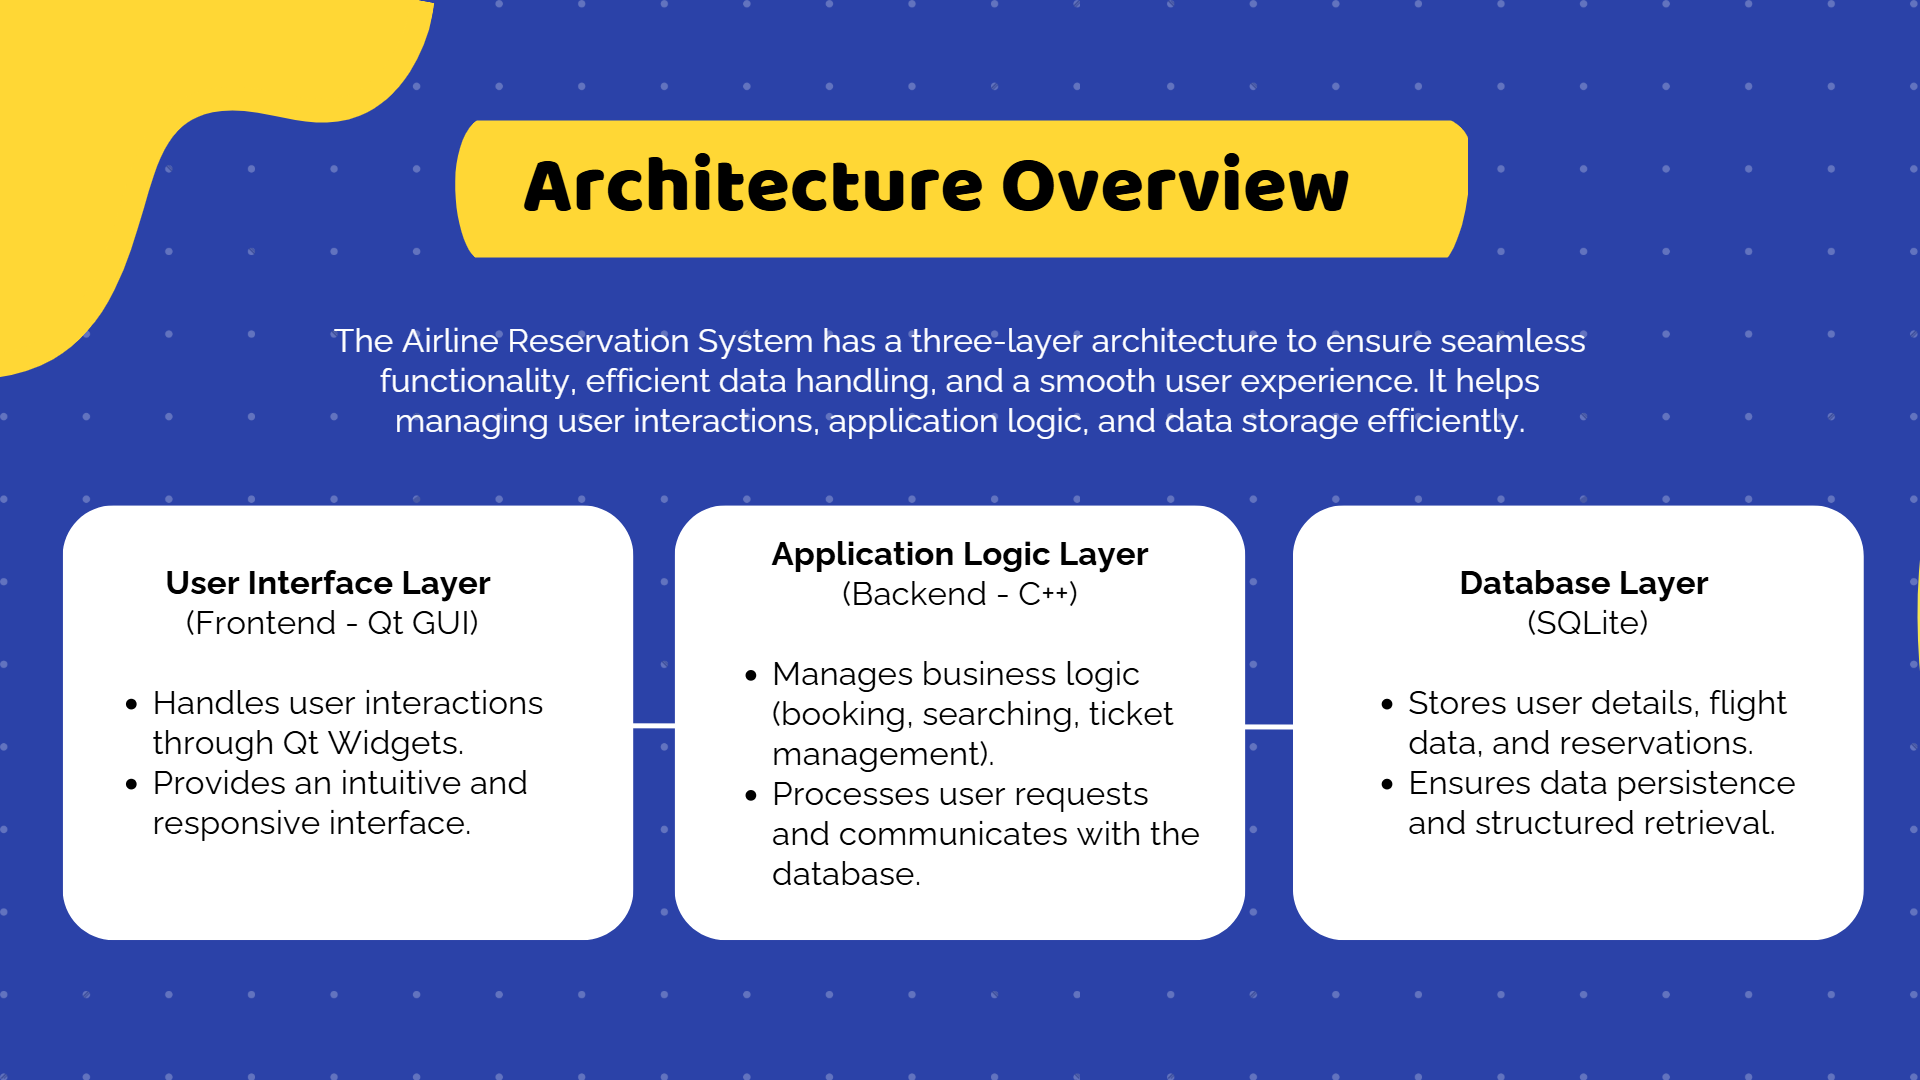 Architecture Overview
The Airline Reservation System has a three-layer architecture to ensure seamless
functionality, efficient data handling, and a smooth user experience. It helps
managing user interactions, application logic, and data storage efficiently.
User Interface Layer
(Frontend - Qt GUI)
• Handles user interactions
through Qt Widgets.
• Provides an intuitive and
responsive interface.
Application Logic Layer
(Backend - C++)
• Manages business logic
(booking, searching, ticket
management).
• Processes user requests
and communicates with the
database.
Database Layer
(SQLite)
• Stores user details, flight
data, and reservations.
• Ensures data persistence
and structured retrieval.